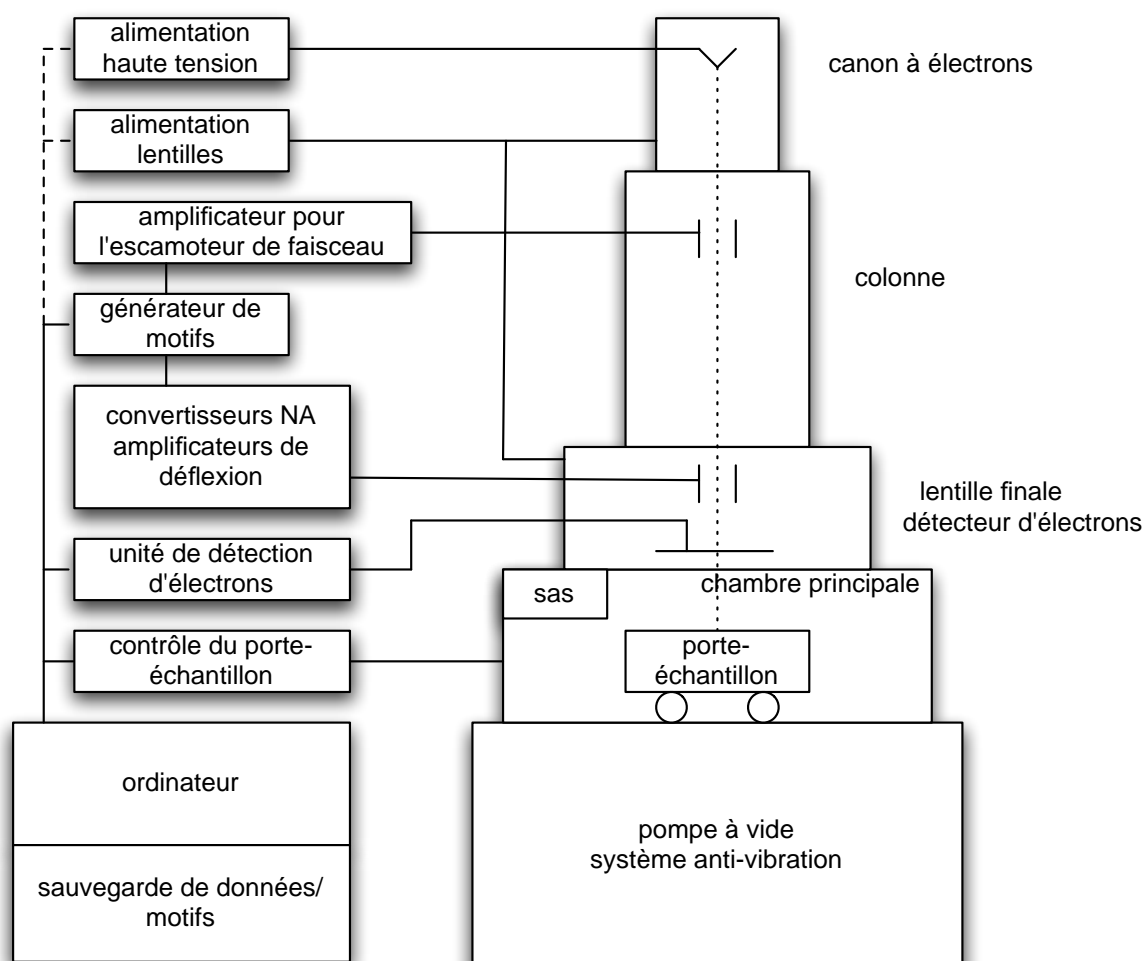 alimentation
haute tension
canon à électrons
alimentation
lentilles
amplificateur pour
l'escamoteur de faisceau
colonne
générateur de
motifs
convertisseurs NA
amplificateurs de
déflexion
lentille finale
détecteur d'électrons
unité de détection
d'électrons
sas
chambre principale
contrôle du porte-
échantillon
porte-
échantillon
ordinateur
pompe à vide
système anti-vibration
sauvegarde de données/
motifs